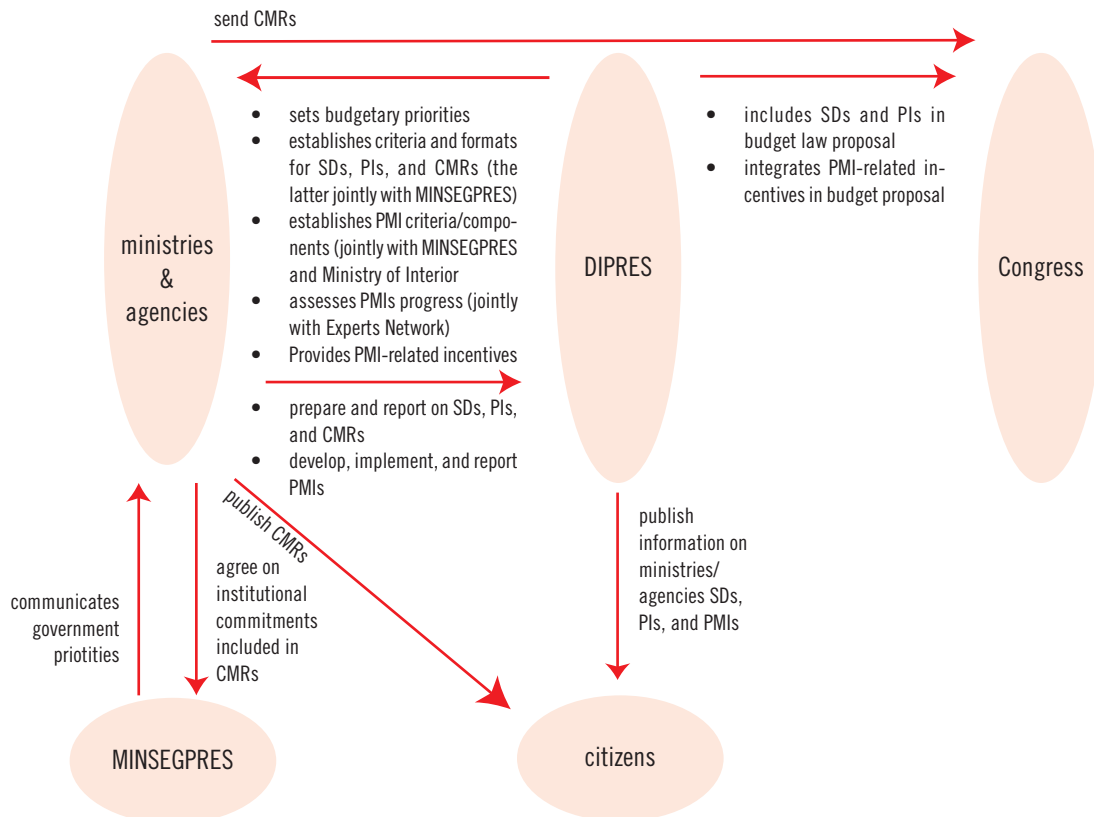 send CMRs
ministries
&
agencies
• sets budgetary priorities
• establishes criteria and formats
for SDs, PIs, and CMRs (the
latter jointly with MINSEGPRES)
• establishes PMI criteria/compo-
nents (jointly with MINSEGPRES
and Ministry of Interior
• assesses PMIs progress (jointly
with Experts Network)
• Provides PMI-related incentives
• prepare and report on SDs, PIs,
and CMRs
• develop, implement, and report
PMIs
DIPRES
• includes SDs and PIs in
budget law proposal
• integrates PMI-related in-
centives in budget proposal
Congress
communicates
government
priotities
agree on
institutional
commitments
included in
CMRs
publish CMRs
publish
information on
ministries/
agencies SDs,
PIs, and PMIs
MINSEGPRES
citizens